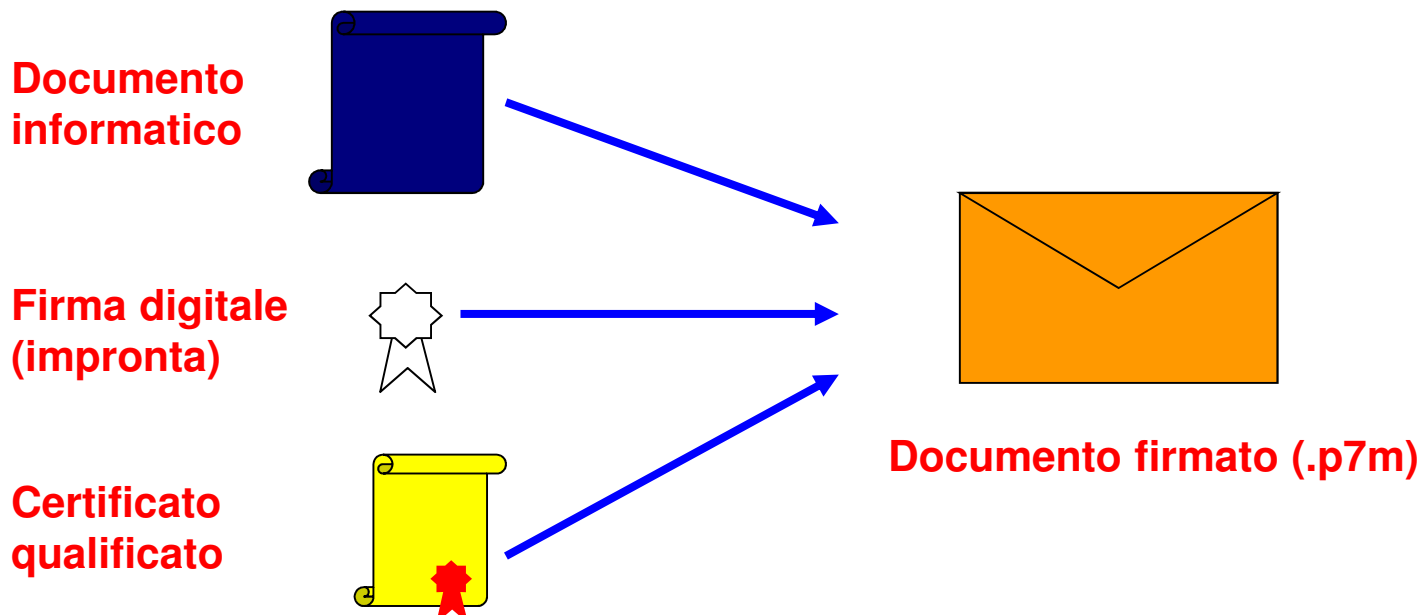 Documento
informatico
Firma digitale
(impronta)
Documento firmato (.p7m)
Certificato
qualificato